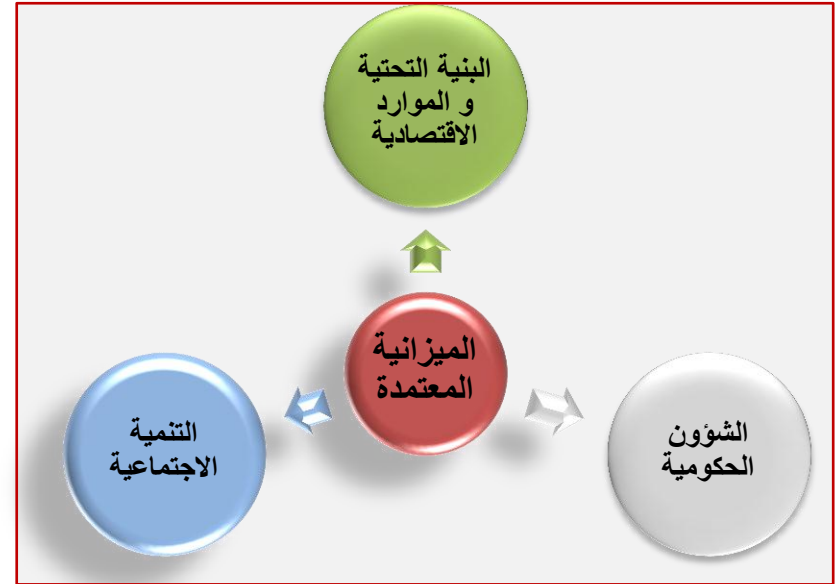 البنية التحتية
و الموارد
الاقتصادية
الميزانية
المعتمدة
الشؤون
الحكومية
التنمية
الاجتماعية